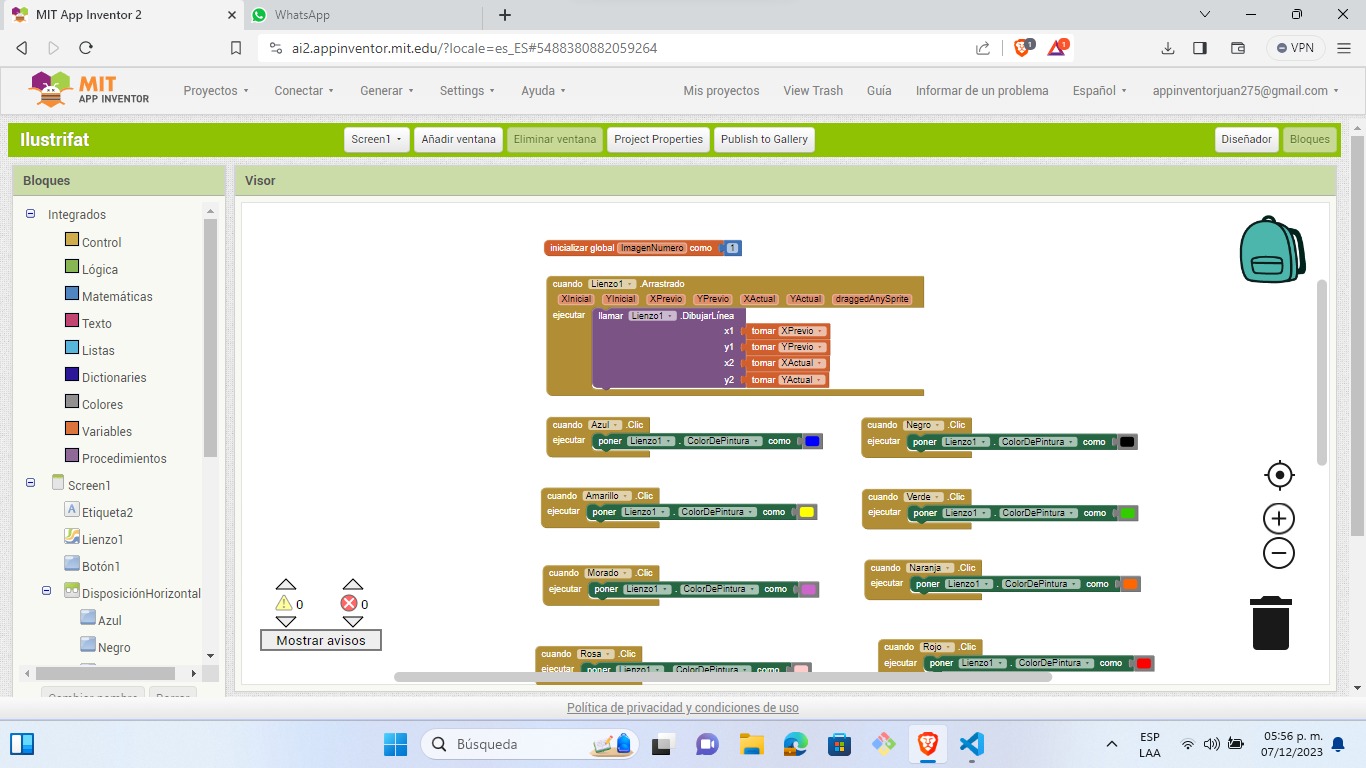 MIT App Inventor 2
WhatsApp
ai2.appinventor.mit.edu/?locale=es_ES#5488380882059264
1
1
VPN
MIT
APP INVENTOR
Proyectos
Conectar
Generar
Settings
Ayuda
Mis proyectos
View Trash
Guía
Informar de un problema
Español
appinventorjuan275@gmail.com
Ilustrifat
Screen1
Añadir ventana
Eliminar ventana
Project Properties
Publish to Gallery
Diseñador
Bloques
Bloques
Integrados
Control
Lógica
Matemáticas
Texto
Listas
Dictionaries
Colores
Variables
Procedimientos
Screen1
A Etiqueta2
Lienzo1
Botón1
DisposiciónHorizontal
Azul
Negro
Cambiar nombre Borrar
Visor
inicializar global ImagenNumero como 1
cuando Lienzo1 .Arrastrado
XInicial YInicial XPrevio YPrevio XActual YActual draggedAnySprite
ejecutar llamar Lienzo1 .DibujarLínea
x1 tomar XPrevio
y1 tomar YPrevio
x2 tomar XActual
y2 tomar YActual
cuando Azul .Clic
ejecutar poner Lienzo1 . ColorDePintura como
cuando Negro .Clic
ejecutar poner Lienzo1 . ColorDePintura como
cuando Amarillo .Clic
ejecutar poner Lienzo1 . ColorDePintura como
cuando Verde .Clic
ejecutar poner Lienzo1 . ColorDePintura como
cuando Morado .Clic
ejecutar poner Lienzo1 . ColorDePintura como
cuando Naranja .Clic
ejecutar poner Lienzo1 . ColorDePintura como
cuando Rosa .Clic
ejecutar poner Lienzo1 . ColorDePintura como
cuando Rojo .Clic
ejecutar poner Lienzo1 . ColorDePintura como
0
0
Mostrar avisos
Política de privacidad y condiciones de uso
Búsqueda
ESP
LAA
05:56 p. m.
07/12/2023